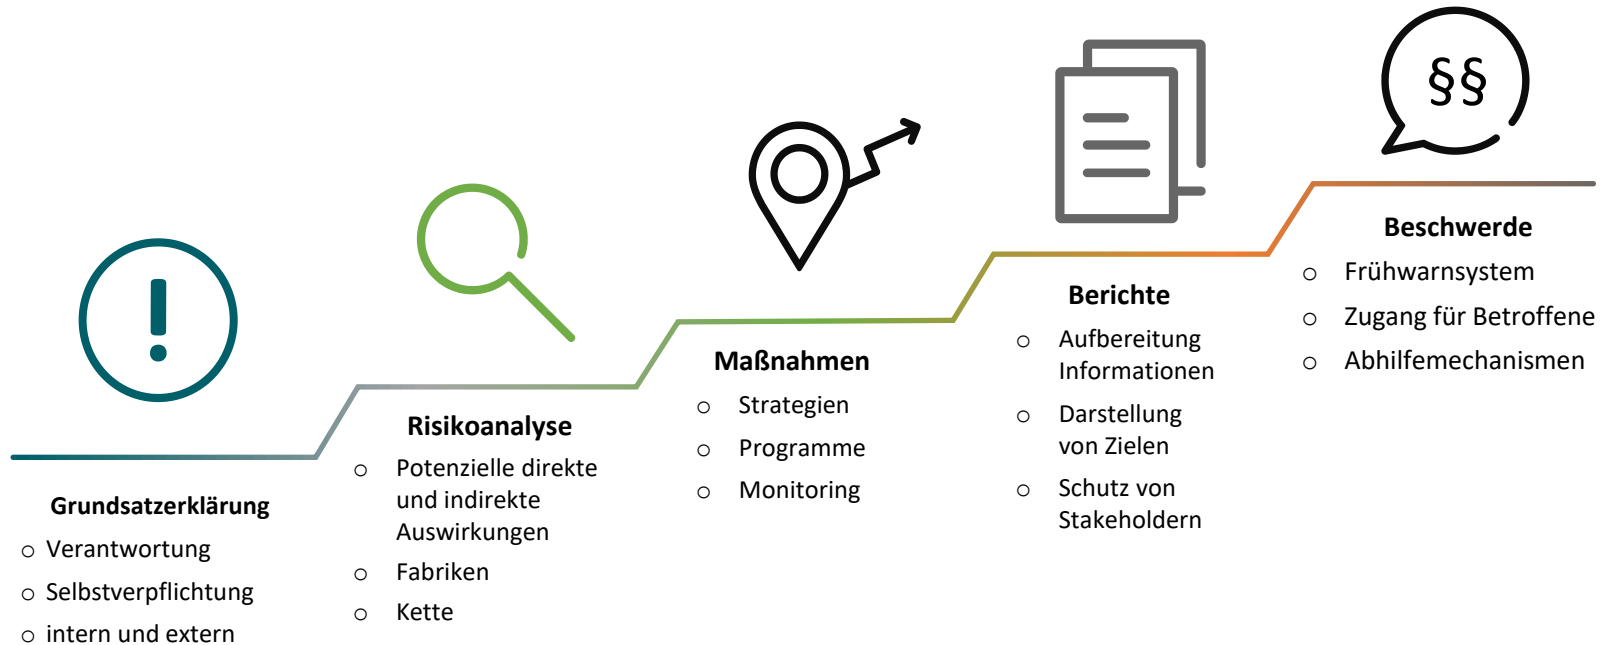 Grundsatzerklärung
○ Verantwortung
○ Selbstverpflichtung
○ intern und extern
Risikoanalyse
○ Potenzielle direkte
und indirekte
Auswirkungen
○ Fabriken
○ Kette
Maßnahmen
○ Strategien
○ Programme
○ Monitoring
Berichte
○ Aufbereitung
Informationen
○ Darstellung
von Zielen
○ Schutz von
Stakeholdern
§§
Beschwerde
○ Frühwarnsystem
○ Zugang für Betroffene
○ Abhilfemechanismen